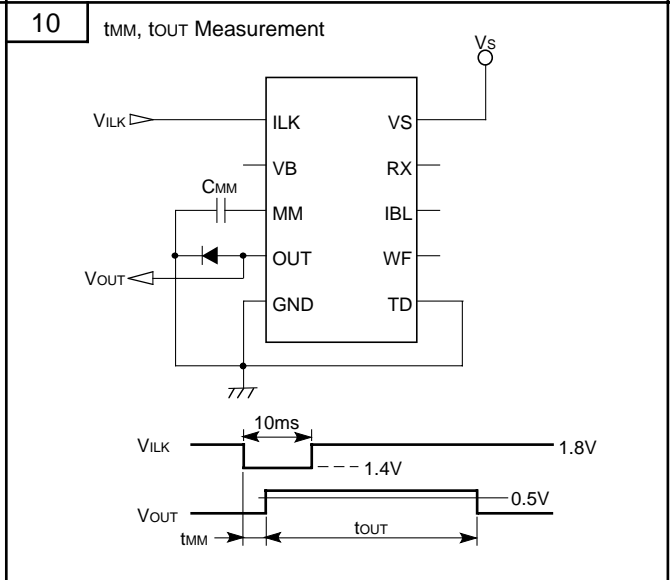 10
tMM, tOUT Measurement
VS
VILK
ILK
VS
VB
RX
CMM
MM
IBL
OUT
WF
VOUT
GND
TD
10ms
VILK
1.8V
1.4V
0.5V
VOUT
tMM
tOUT